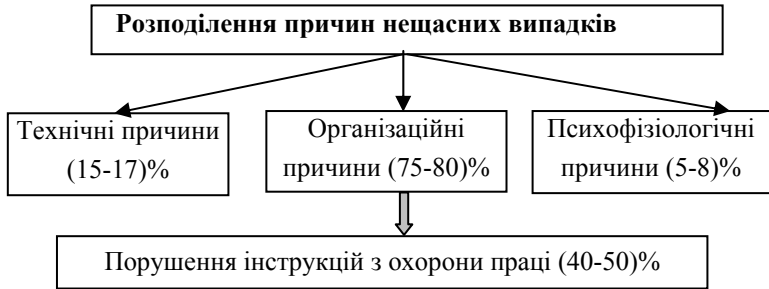 Розподілення причин нещасних випадків
Технічні причини
(15-17)%
Організаційні
причини (75-80)%
Психофізіологічні
причини (5-8)%
Порушення інструкцій з охорони праці (40-50)%